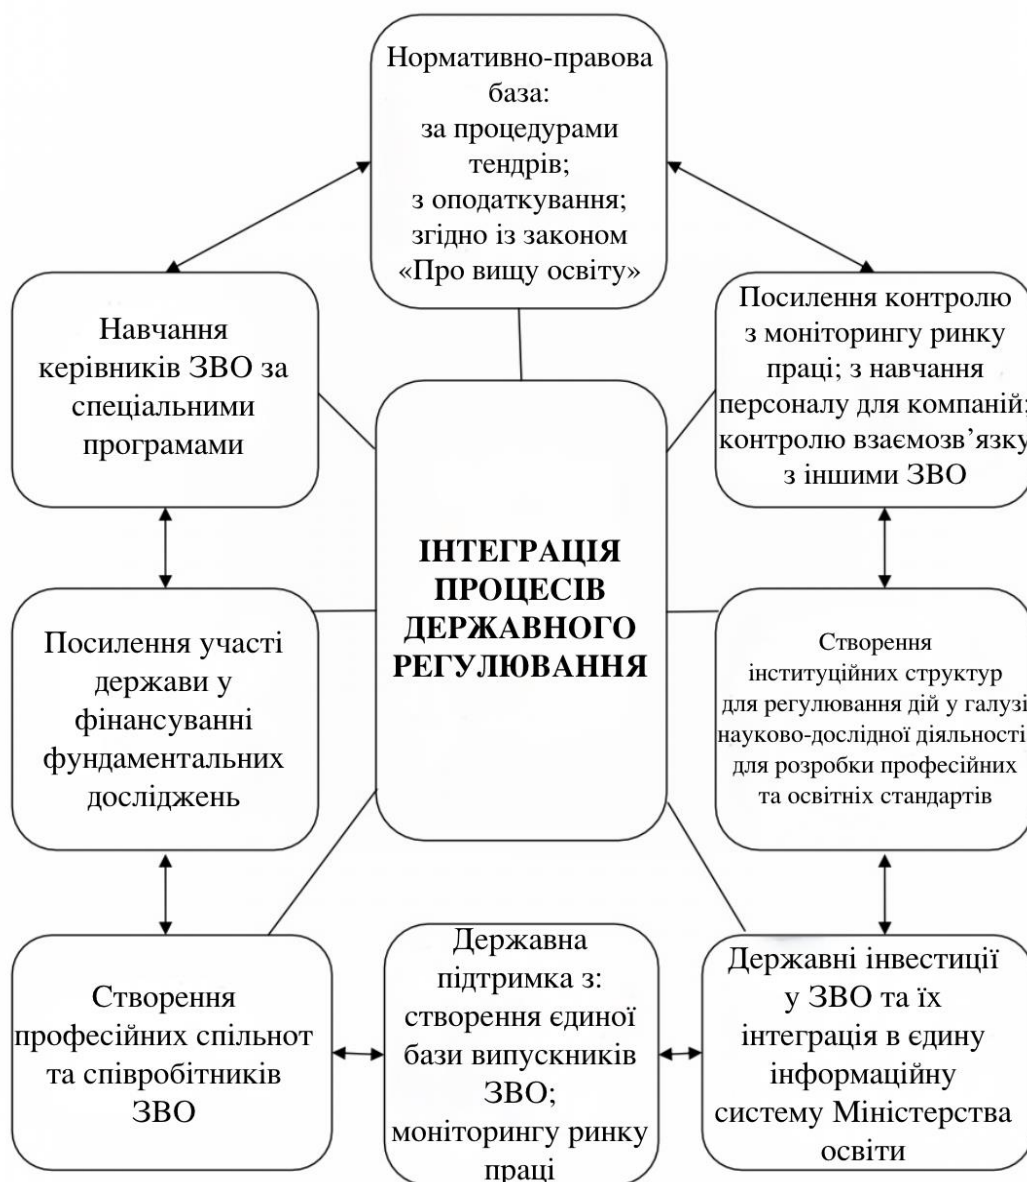 Нормативно-правова
база:
за процедурами
тендрів;
з оподаткування;
згідно із законом
«Про вищу освіту»
Навчання
керівників ЗВО за
спеціальними
програмами
Посилення контролю
з моніторингу ринку
праці; з навчання
персоналу для компаній;
контролю взаємозв’язку
з іншими ЗВО
ІНТЕГРАЦІЯ
ПРОЦЕСІВ
ДЕРЖАВНОГО
РЕГУЛЮВАННЯ
Посилення участі
держави у
фінансуванні
фундаментальних
досліджень
Створення
інституційних структур
для регулювання дій у галузі
науково-дослідної діяльності
для розробки професійних
та освітніх стандартів
Створення
професійних спільнот
та співробітників
ЗВО
Державна
підтримка з:
створення єдиної
бази випускників
ЗВО;
моніторингу ринку
праці
Державні інвестиції
у ЗВО та їх
інтеграція в єдину
інформаційну
систему Міністерства
освіти